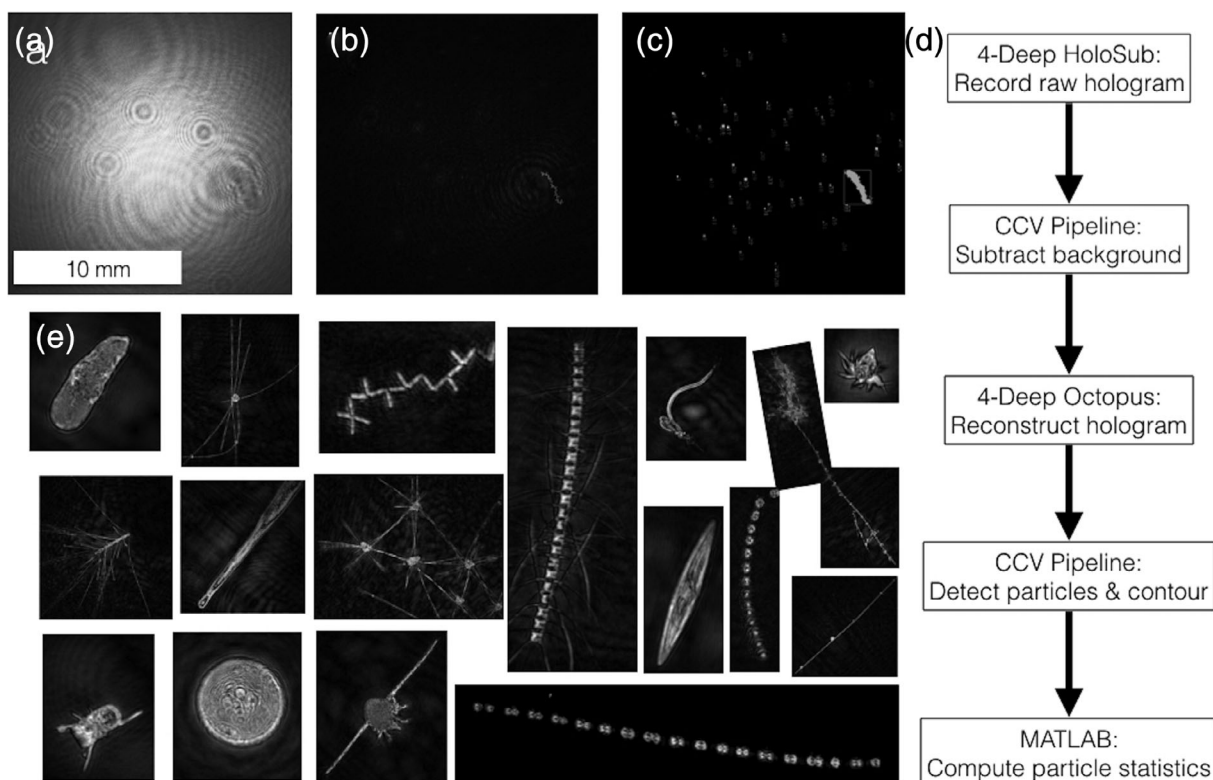 (a)
a
(b)
(c)
(d)
10 mm
(e)
4-Deep HoloSub:
Record raw hologram
CCV Pipeline:
Subtract background
4-Deep Octopus:
Reconstruct hologram
CCV Pipeline:
Detect particles & contour
MATLAB:
Compute particle statistics